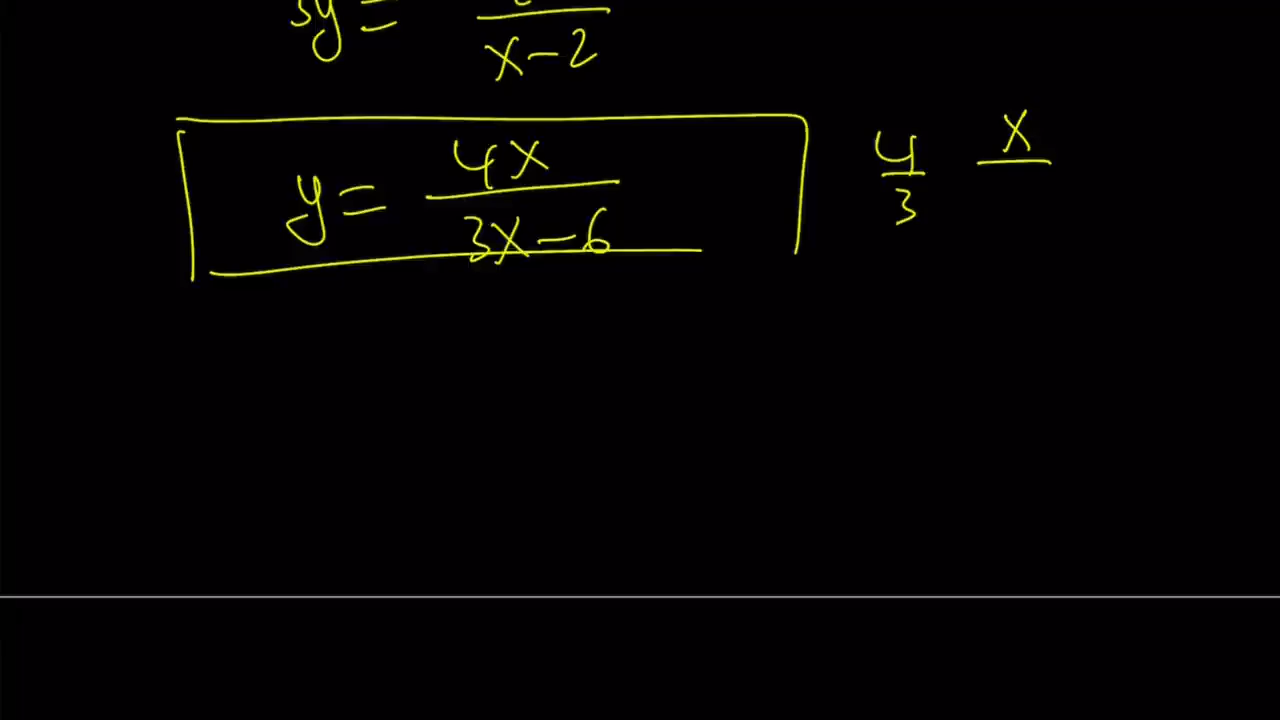 3y = / x-2
y = 4x / 3x-6
4/3 x/